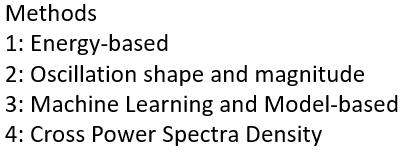 Methods
1: Energy-based
2: Oscillation shape and magnitude
3: Machine Learning and Model-based
4: Cross Power Spectra Density